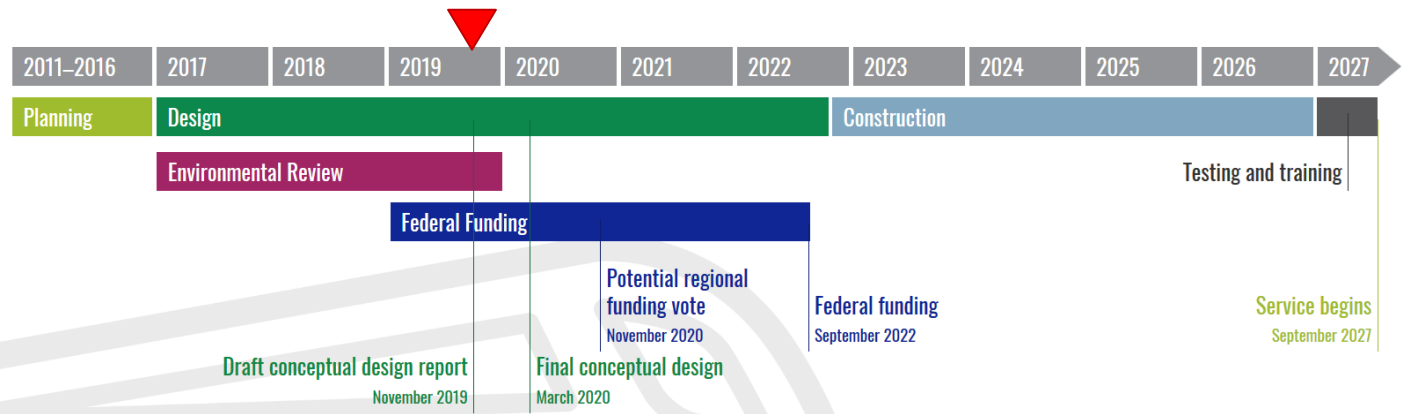 2011–2016 2017 2018 2019 2020 2021 2022 2023 2024 2025 2026 2027
Planning Design Construction
Environmental Review Testing and training
Federal Funding
Potential regional
funding vote
November 2020
Federal funding
September 2022
Service begins
September 2027
Draft conceptual design report
November 2019
Final conceptual design
March 2020